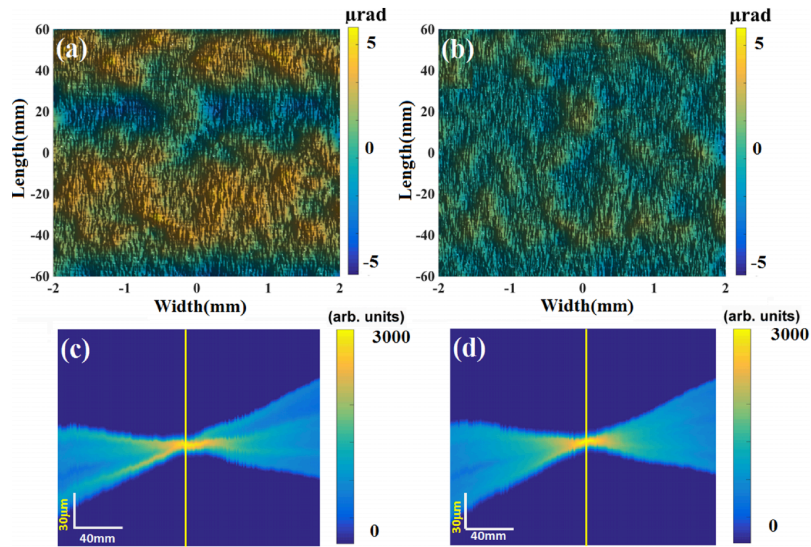 µrad
µrad
(a)
(b)
60
40
20
0
-20
-40
-60
Length(mm)
-2
-1
0
1
2
Width(mm)
5
0
-5
60
40
20
0
-20
-40
-60
Length(mm)
-2
-1
0
1
2
Width(mm)
5
0
-5
(arb. units)
(arb. units)
(c)
3000
0
30µm
40mm
(d)
3000
0
30µm
40mm